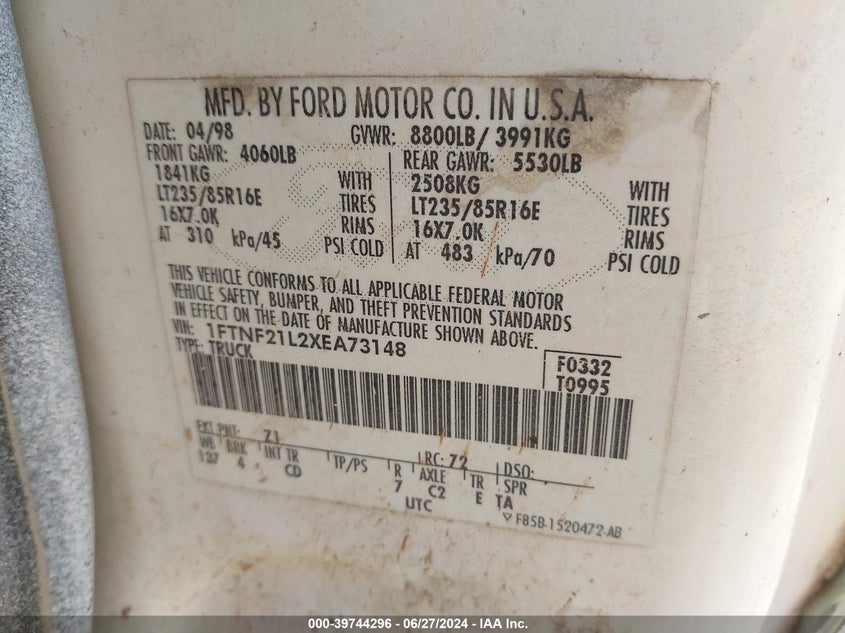 MFD. BY FORD MOTOR CO. IN U.S.A.
DATE: 04/98 GVWR: 8800LB/ 3991KG
FRONT GAWR: 4060LB REAR GAWR: 5530LB
1841KG WITH 2508KG WITH
LT235/85R16E TIRES LT235/85R16E TIRES
16X7.0K RIMS 16X7.0K RIMS
AT 310 kPa/45 PSI COLD AT 483 kPa/70 PSI COLD
THIS VEHICLE CONFORMS TO ALL APPLICABLE FEDERAL MOTOR
VEHICLE SAFETY, BUMPER, AND THEFT PREVENTION STANDARDS
IN EFFECT ON THE DATE OF MANUFACTURE SHOWN ABOVE.
VIN: 1FTNF21L2XEA73148
TYPE: TRUCK F0332
T0995
EXT PNT: Z1 RC: 72 DSO:
WB BRK INT TR TP/PS R AXLE TR SPR
137 4 CD 7 C2 E TA
UTC
F85B-1520472-AB
000-39744296 - 06/27/2024 - IAA Inc.